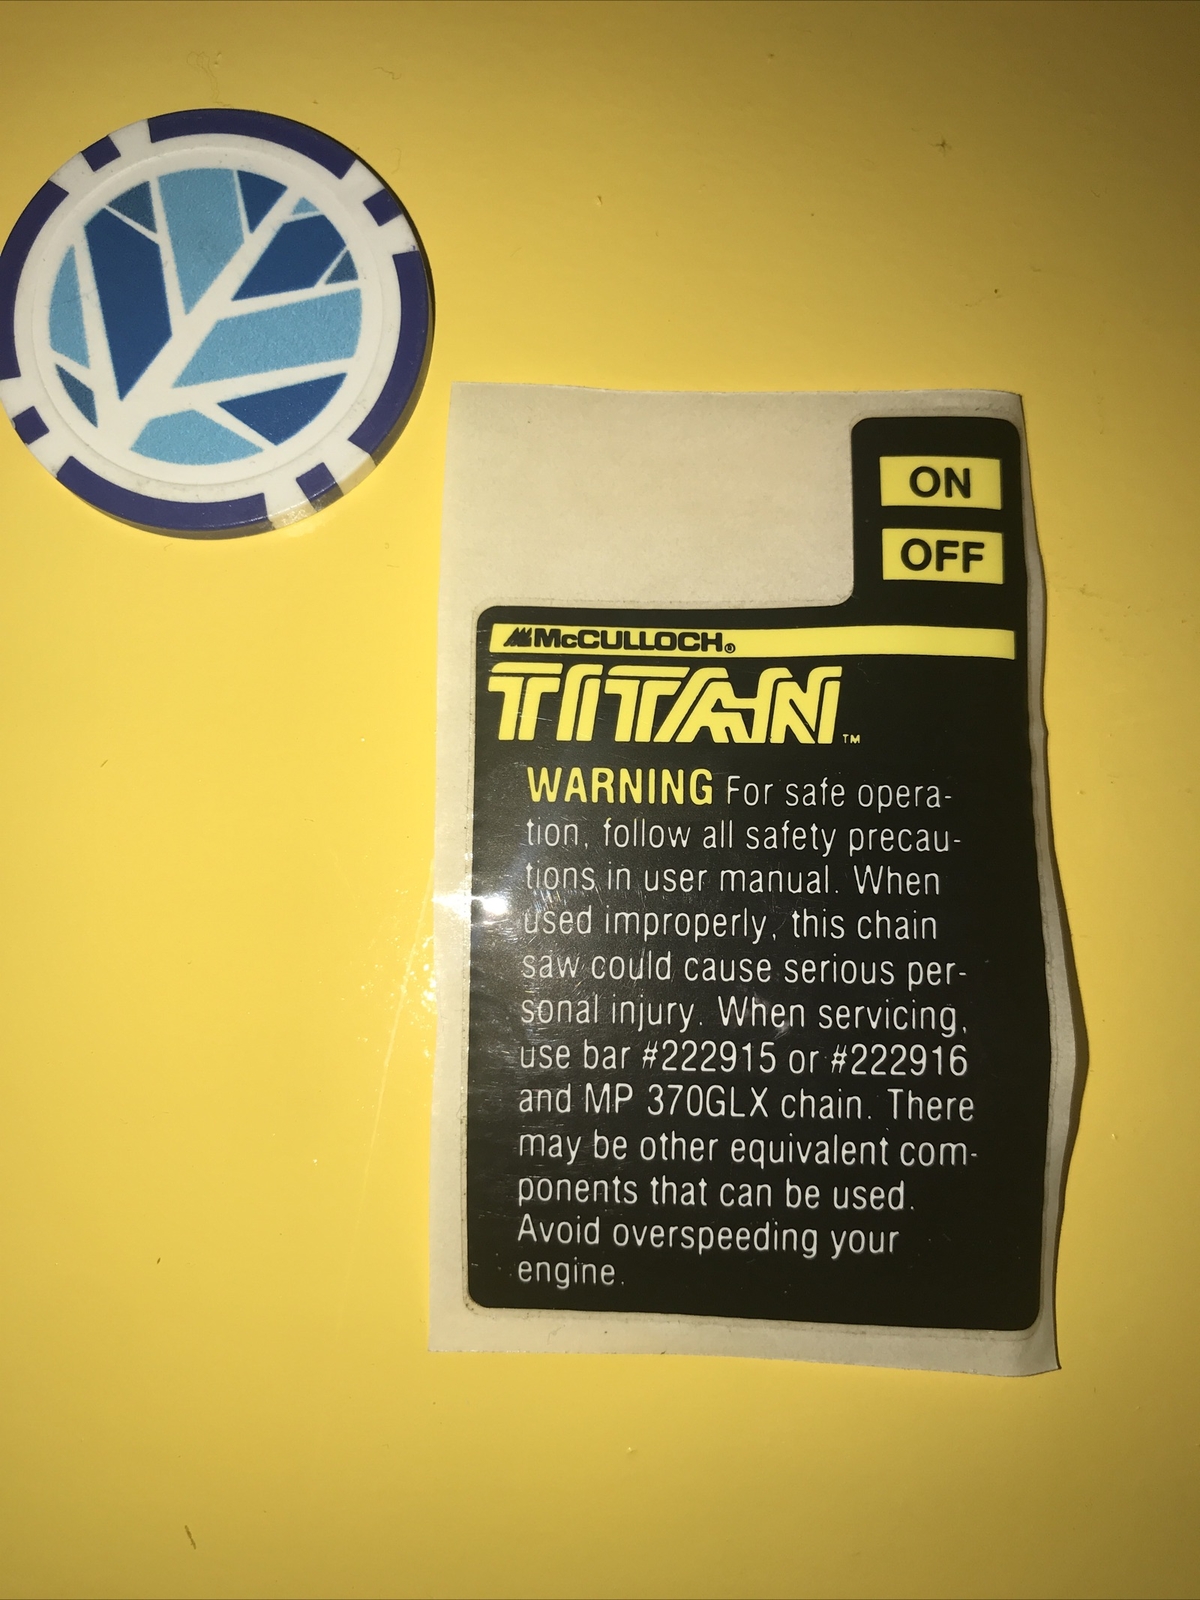 ON
OFF
McCULLOCH®
TITAN™
WARNING For safe opera-
tion, follow all safety precau-
tions in user manual. When
used improperly, this chain
saw could cause serious per-
sonal injury. When servicing,
use bar #222915 or #222916
and MP 370GLX chain. There
may be other equivalent com-
ponents that can be used.
Avoid overspeeding your
engine.